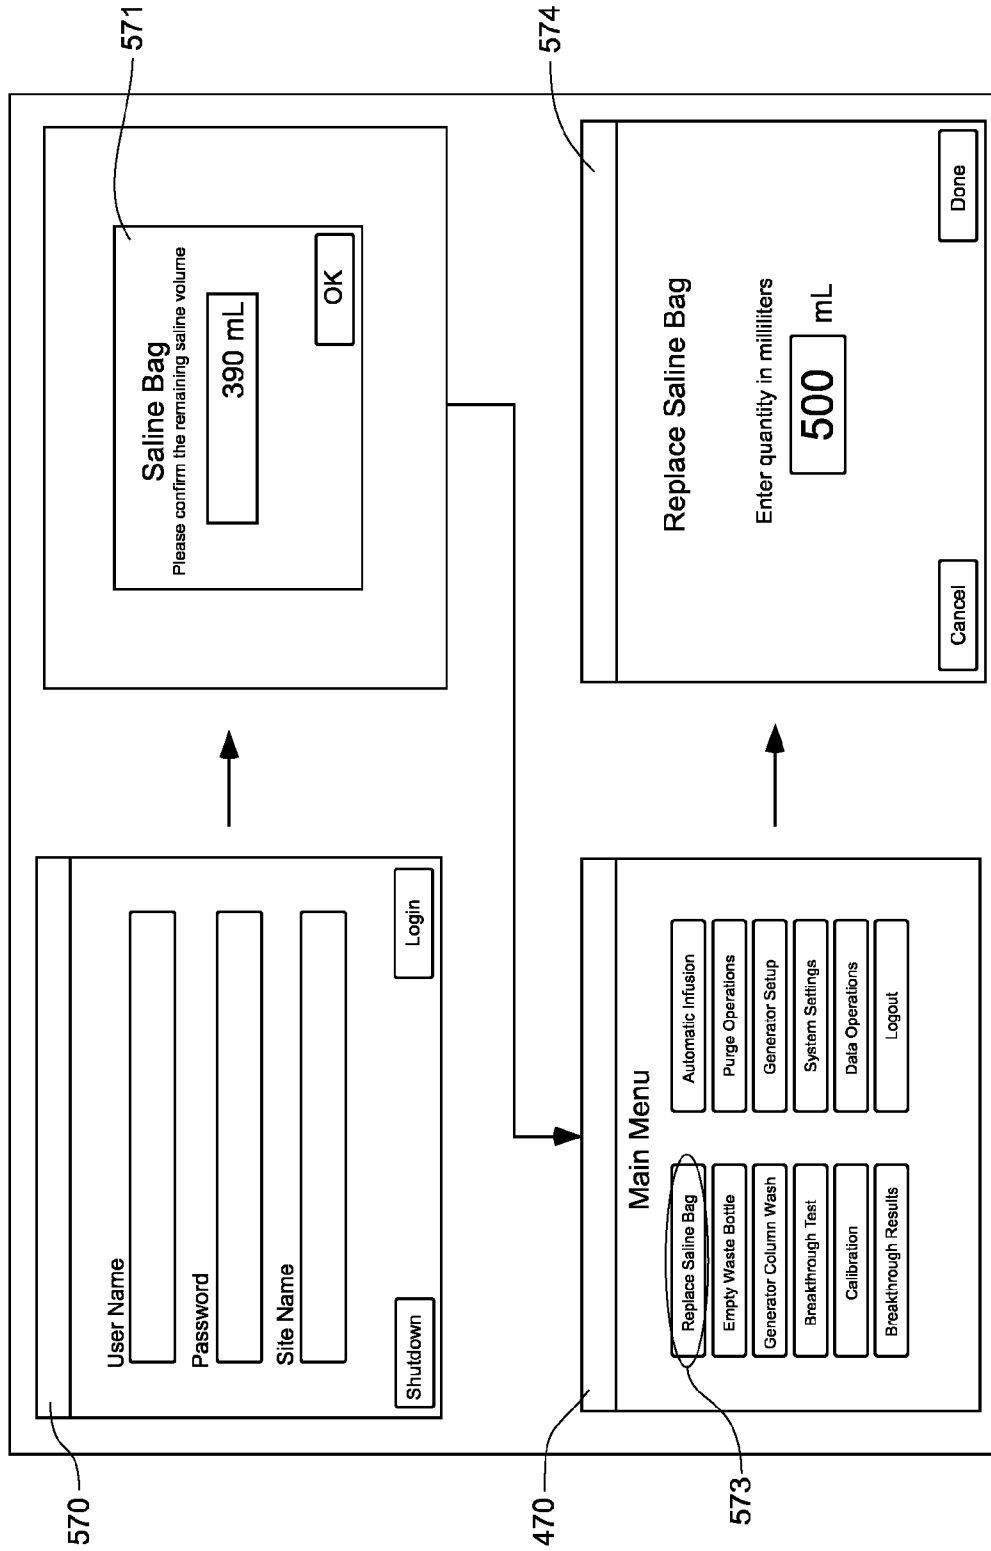 570
User Name
Password
Site Name
Shutdown
Login
571
Saline Bag
Please confirm the remaining saline volume
390 mL
OK
470
Main Menu
Replace Saline Bag
Empty Waste Bottle
Generator Column Wash
Breakthrough Test
Calibration
Breakthrough Results
Automatic Infusion
Purge Operations
Generator Setup
System Settings
Data Operations
Logout
573
574
Replace Saline Bag
Enter quantity in milliliters
500 mL
Cancel
Done